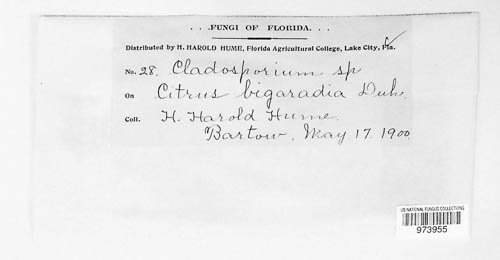 . . .FUNGI OF FLORIDA. . .
Distributed by H. HAROLD HUME, Florida Agricultural College, Lake City, Fla.
No. 28. Cladosporium sp
On Citrus bigaradia Duh.
Coll. H. Harold Hume.
Bartow. May 17. 1900.
US NATIONAL FUNGUS COLLECTIONS
973955